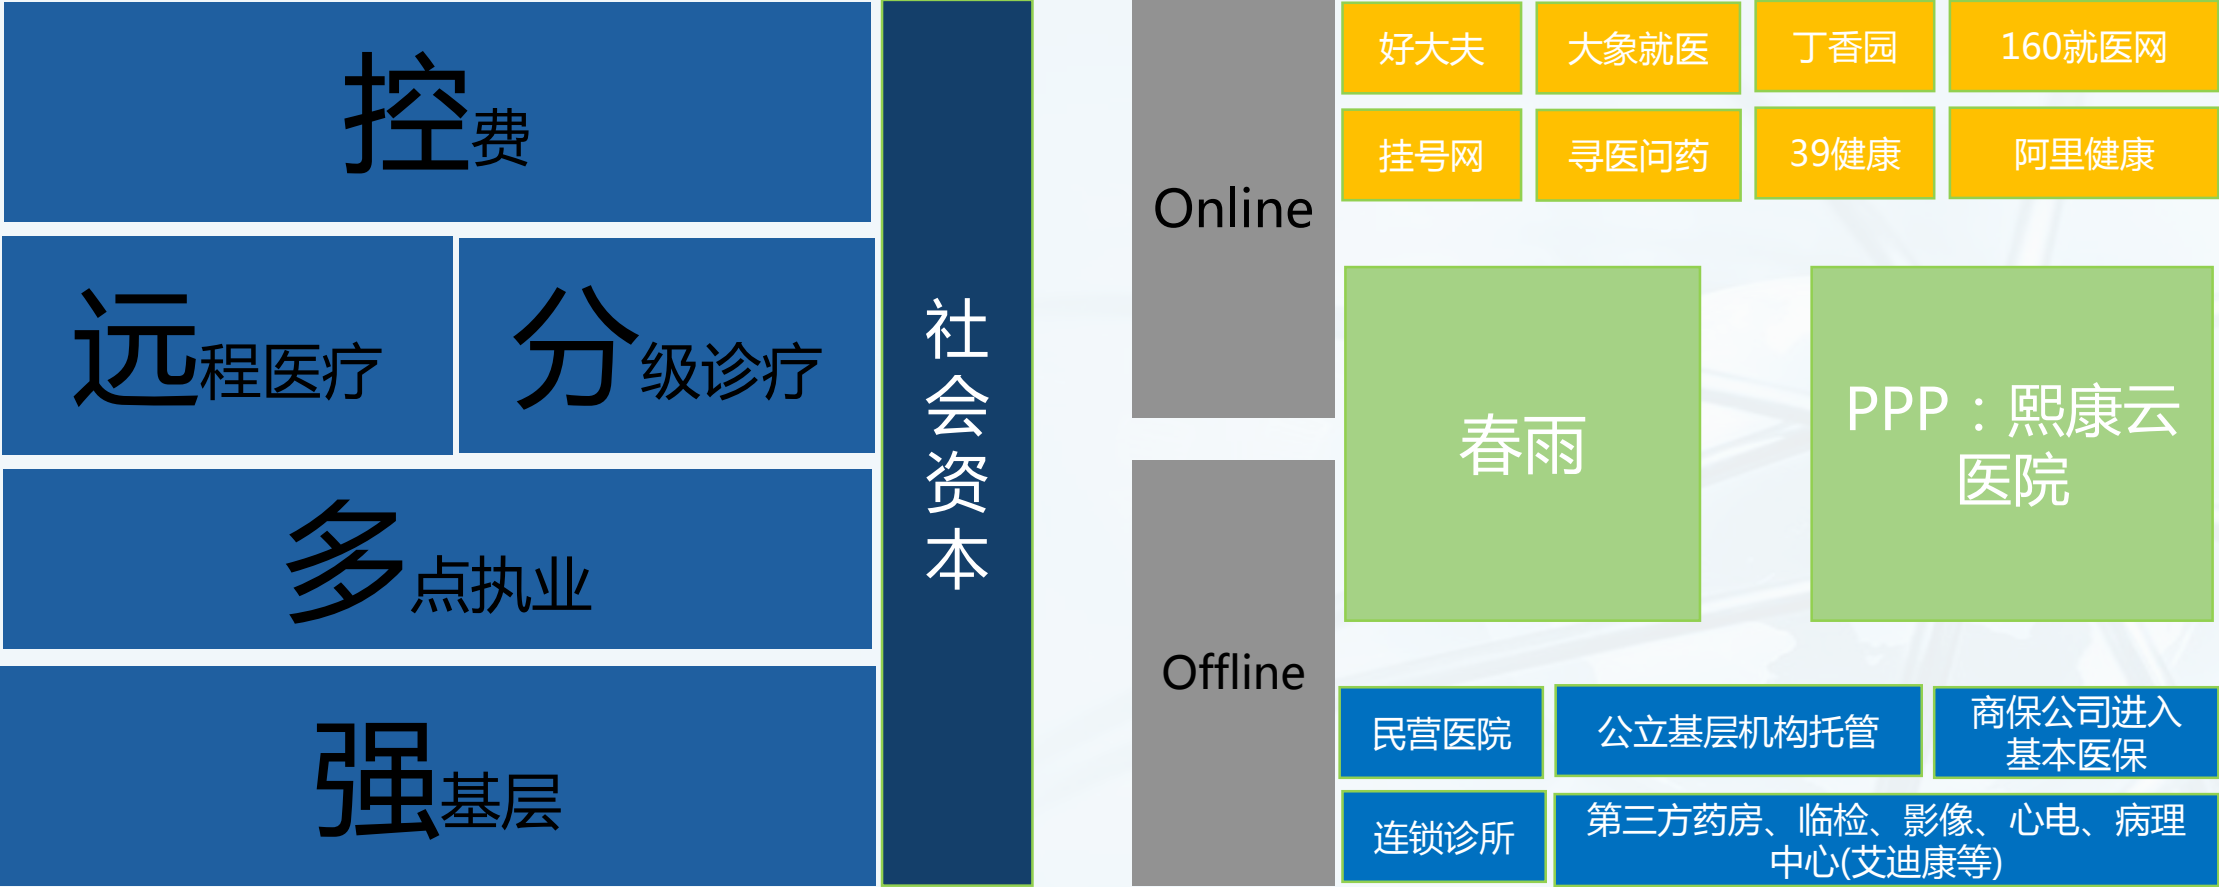 控费
远程医疗
分级诊疗
多点执业
强基层
社
会
资
本
Online
Offline
好大夫
大象就医
丁香园
160就医网
挂号网
寻医问药
39健康
阿里健康
春雨
PPP：熙康云
医院
民营医院
公立基层机构托管
商保公司进入
基本医保
连锁诊所
第三方药房、临检、影像、心电、病理
中心(艾迪康等)